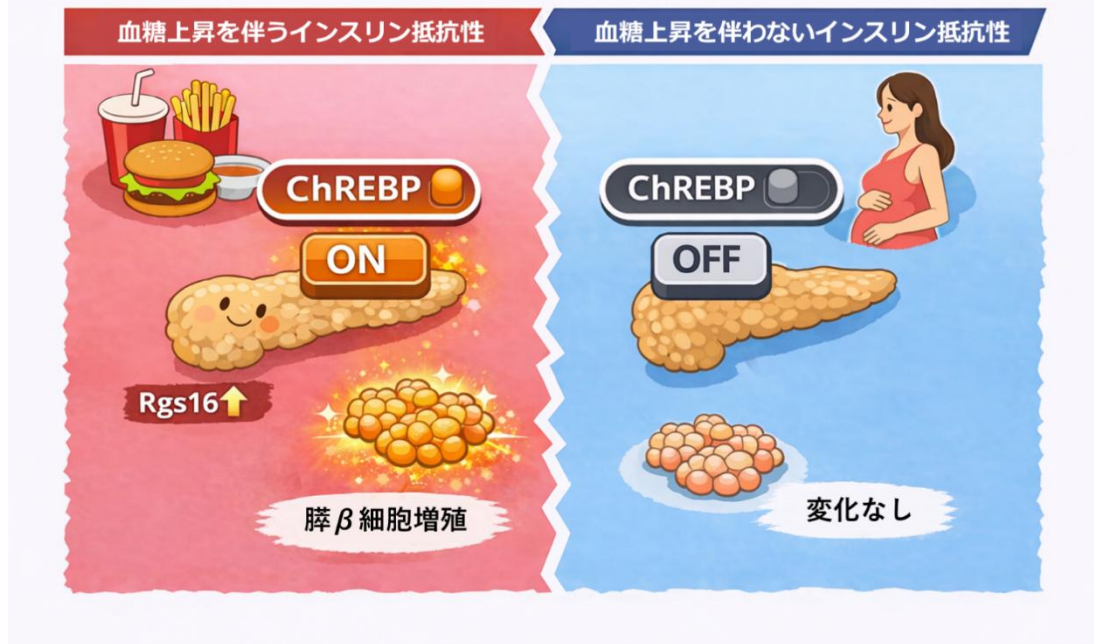 血糖上昇を伴うインスリン抵抗性
ChREBP
ON
Rgs16
膵β細胞増殖
血糖上昇を伴わないインスリン抵抗性
ChREBP
OFF
変化なし